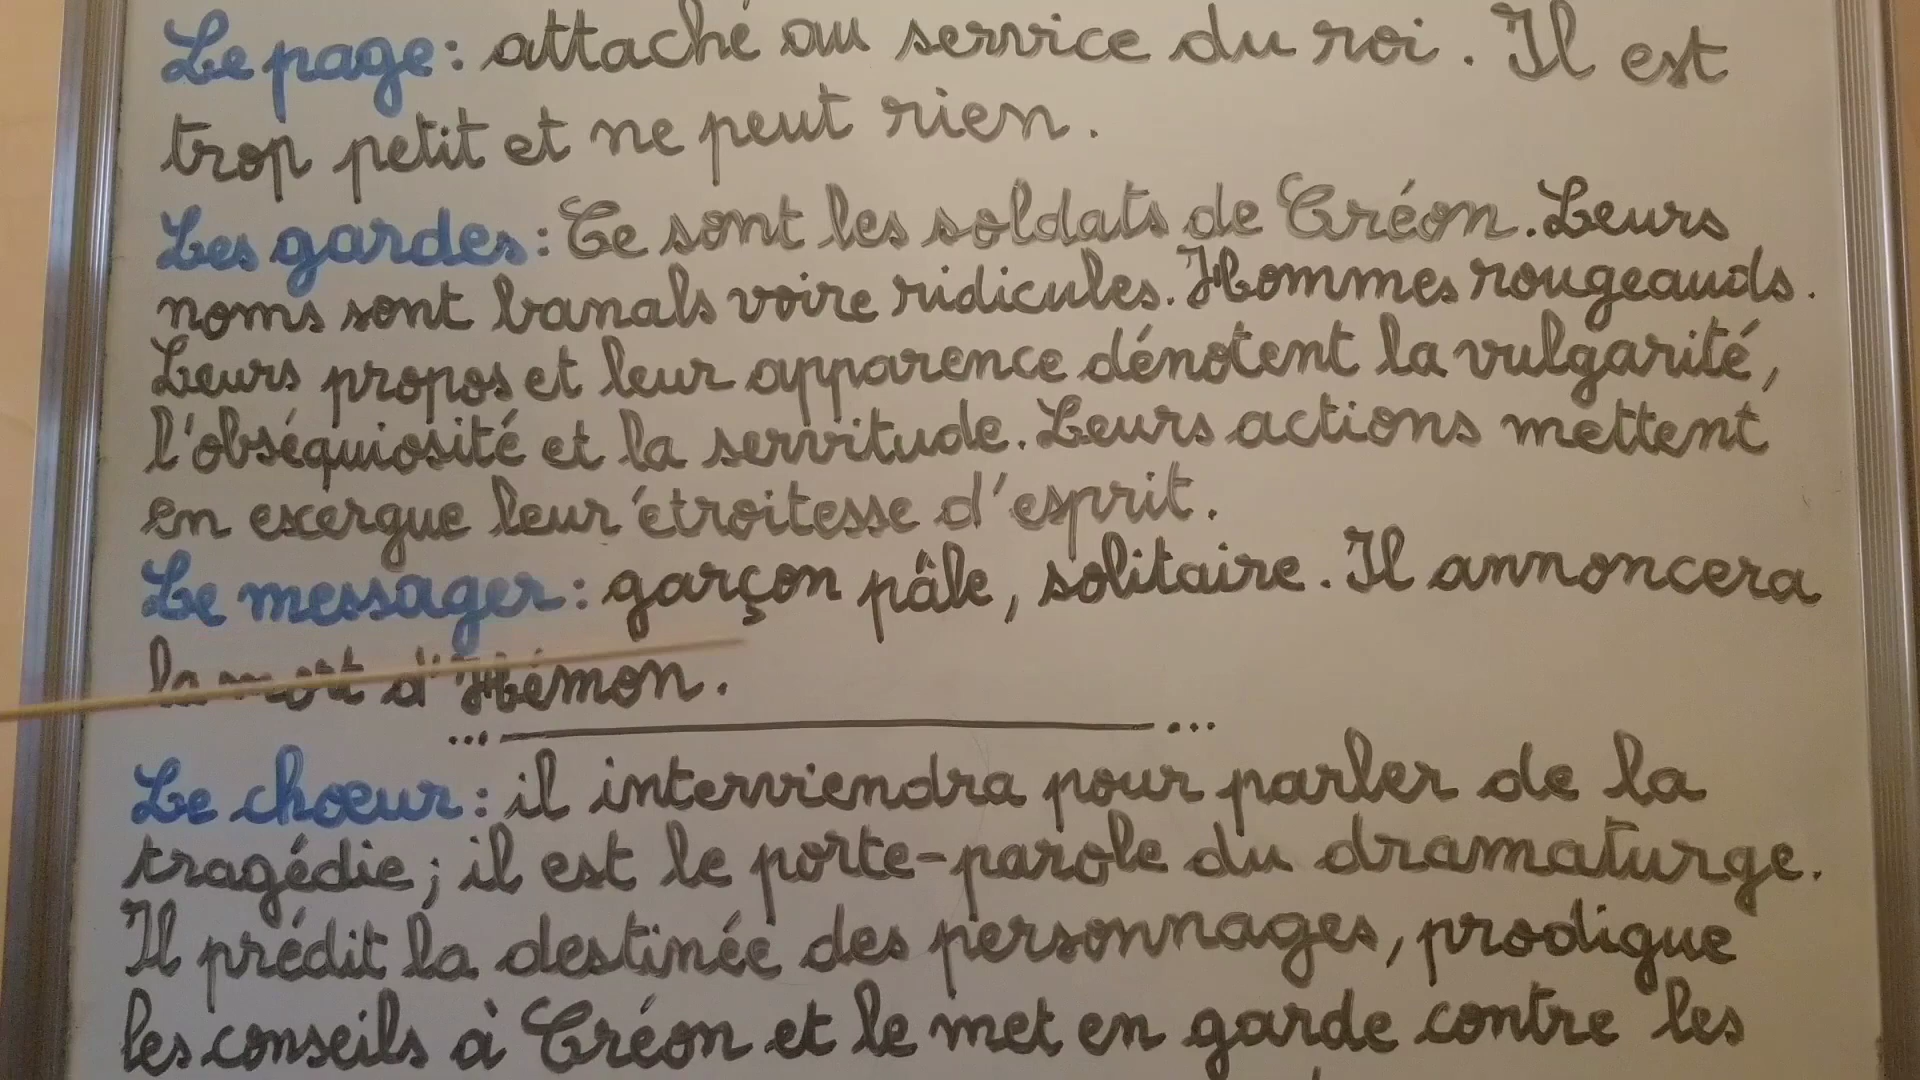 Le page : attaché au service du roi. Il est
trop petit et ne peut rien.
Les gardes : Ce sont les soldats de Créon. Leurs
noms sont banals voire ridicules. Hommes rougeauds.
Leurs propos et leur apparence dénotent la vulgarité,
l'obséquiosité et la servitude. Leurs actions mettent
en exergue leur étroitesse d'esprit.
Le messager : garçon pâle, solitaire. Il annoncera
la mort d'Hémon.
Le chœur : il interviendra pour parler de la
tragédie ; il est le porte-parole du dramaturge.
Il prédit la destinée des personnages, prodigue
les conseils à Créon et le met en garde contre les